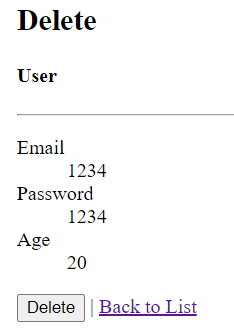 Delete
User
Email
1234
Password
1234
Age
20
Delete | Back to List